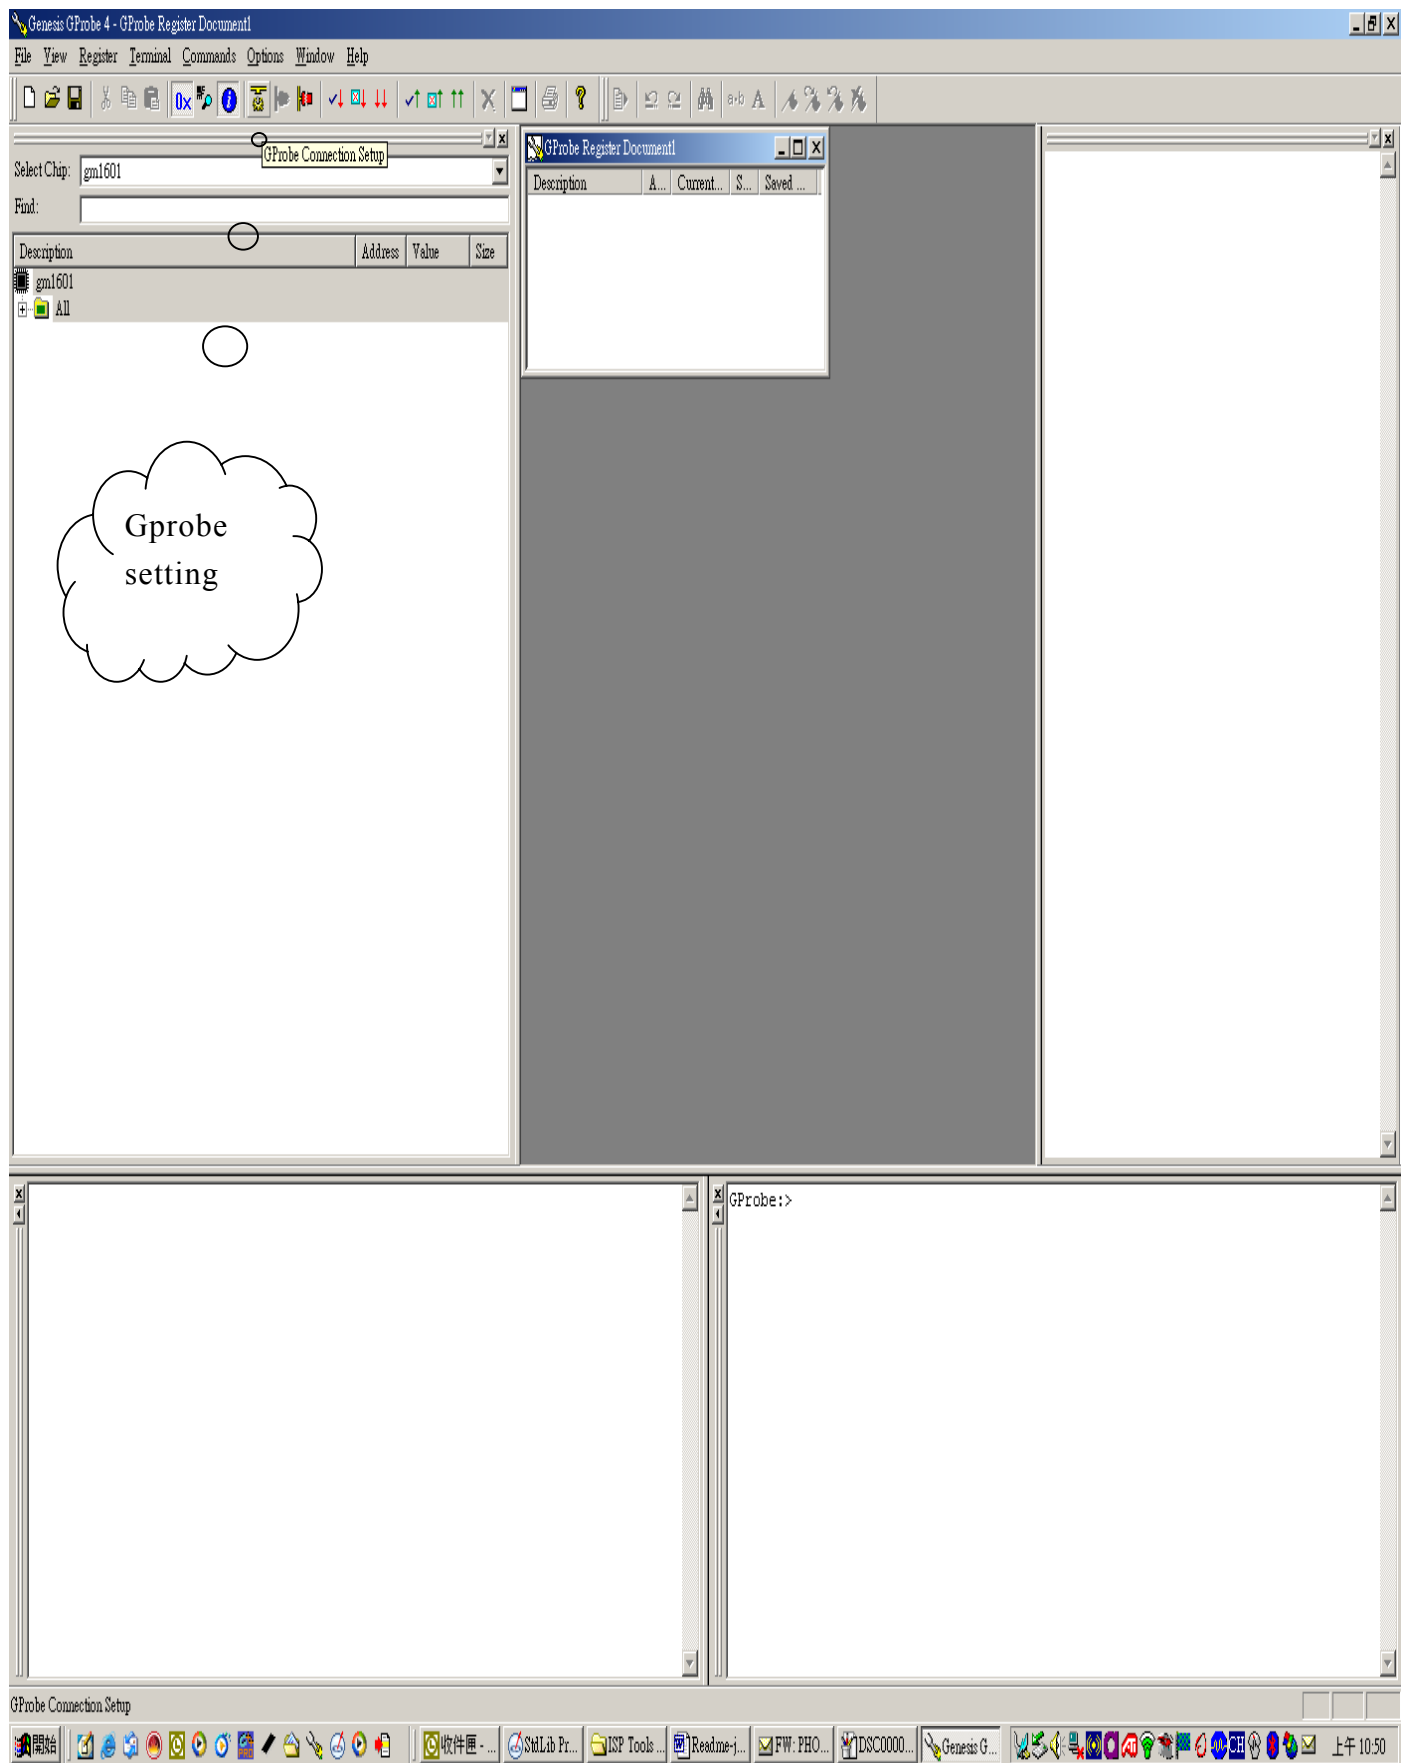 Genesis GProbe 4 - GProbe Register Document1
File View Register Terminal Commands Options Window Help
0x
a·b A
GProbe Connection Setup
Select Chip: gm1601
Find:
Description Address Value Size
gm1601
All
GProbe Register Document1
Description A... Current... S... Saved ...
Gprobe
setting
GProbe:>
GProbe Connection Setup
開始 收件匣 - ... StdLib Pr... ISP Tools ... Readme-j... FW: PHO... DSC0000... Genesis G... CH 上午 10:50